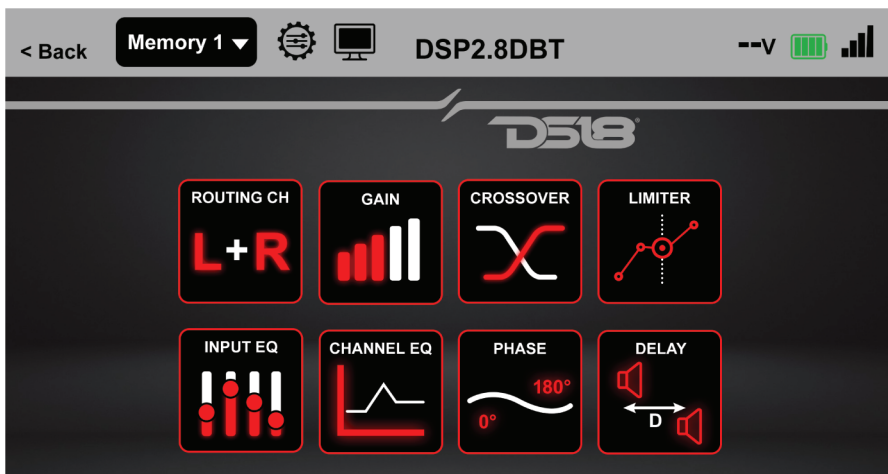 < Back Memory 1 DSP2.8DBT --V
DS18
ROUTING CH GAIN CROSSOVER LIMITER
L+R
INPUT EQ CHANNEL EQ PHASE DELAY
180°
0° D